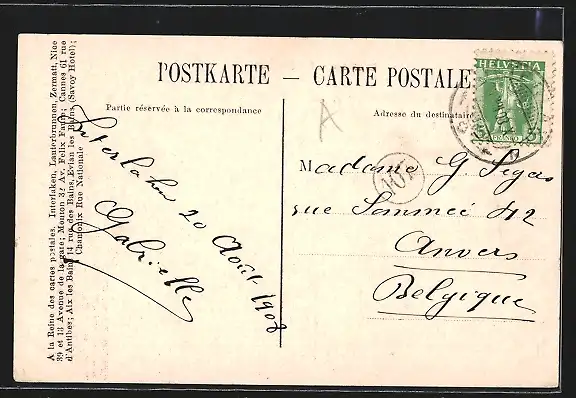 POSTKARTE — CARTE POSTALE
Partie réservée à la correspondance
Adresse du destinataire
HELVETIA
A la Reine des cartes postales. Interlaken, Lauterbrunnen, Zermatt, Nice
39 et 13 Avenue de la gare; Menton 32 Av. Felix Faure; Cannes 61 rue
d'Antibes; Aix les Bains 14 rue des Bains, Evian les Bains (Savoy Hotel);
Chamonix Rue Nationale
Interlaken 20 Août 1908
Gabrielle
A
Madame G. Segers
rue Sommeé 42
Anvers
Belgique